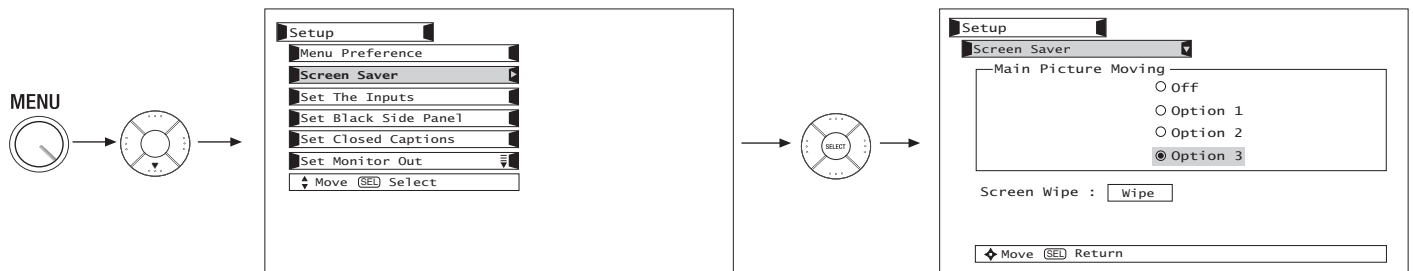 MENU
Setup
Menu Preference
Screen Saver
Set The Inputs
Set Black Side Panel
Set Closed Captions
Set Monitor Out
Move SEL Select
SELECT
Setup
Screen Saver
Main Picture Moving
Off
Option 1
Option 2
Option 3
Screen Wipe : Wipe
Move SEL Return